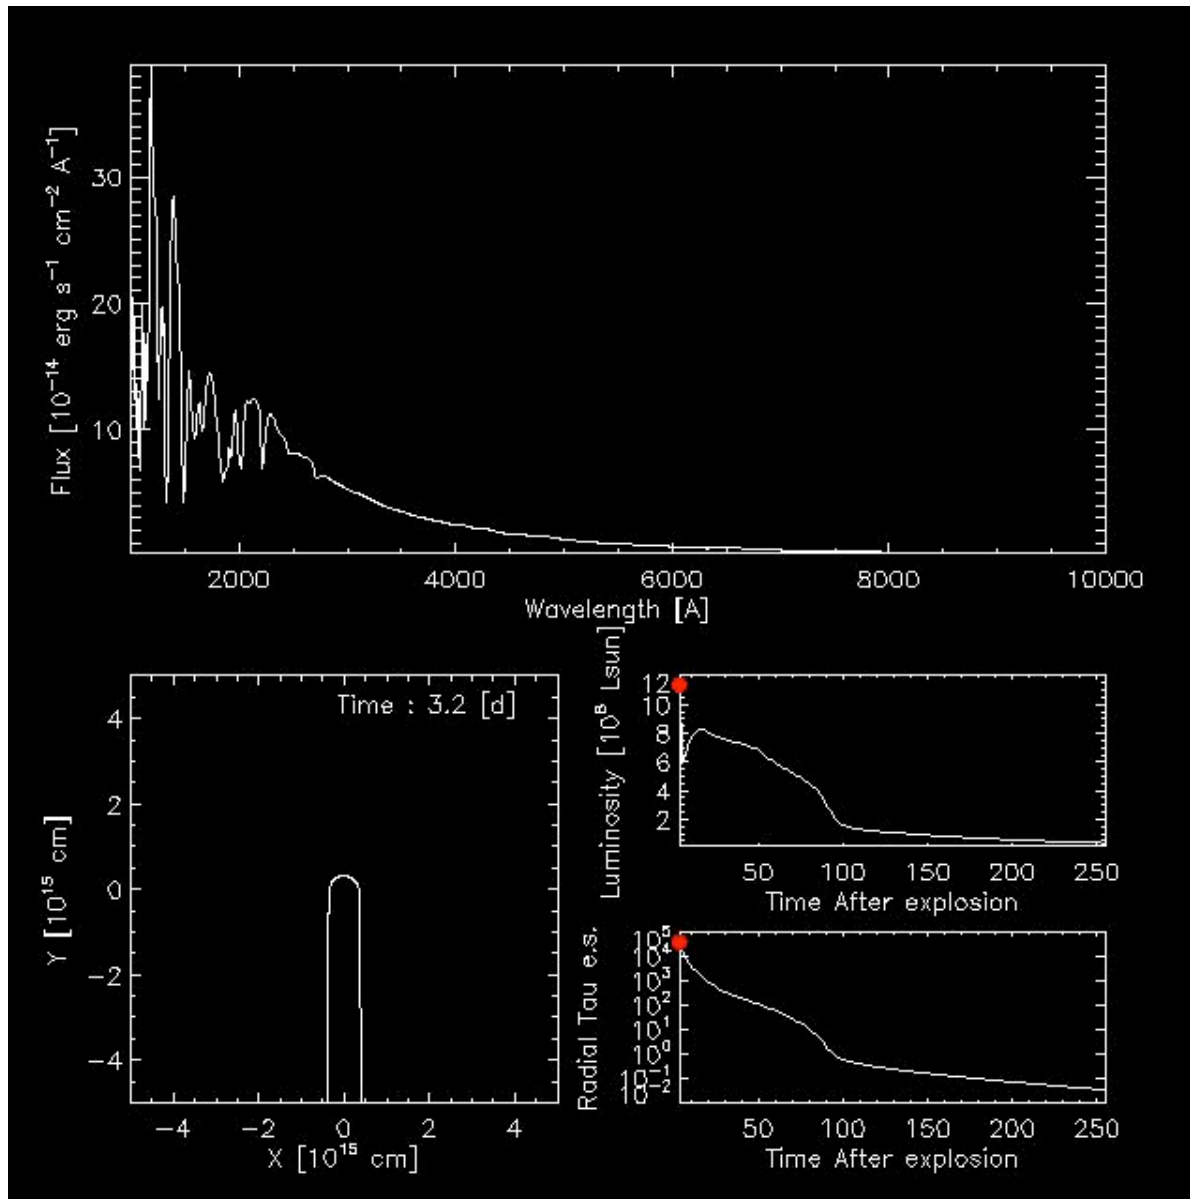 Flux [10⁻¹⁴ erg s⁻¹ cm⁻² A⁻¹]
30
20
10
2000 4000 6000 8000 10000
Wavelength [A]
Time : 3.2 [d]
Y [10¹⁵ cm]
4
2
0
−2
−4
−4 −2 0 2 4
X [10¹⁵ cm]
Luminosity [10⁸ Lsun]
12
10
8
6
4
2
50 100 150 200 250
Time After explosion
Radial Tau e.s.
10⁵
10⁴
10³
10²
10¹
10⁰
10⁻¹
10⁻²
50 100 150 200 250
Time After explosion